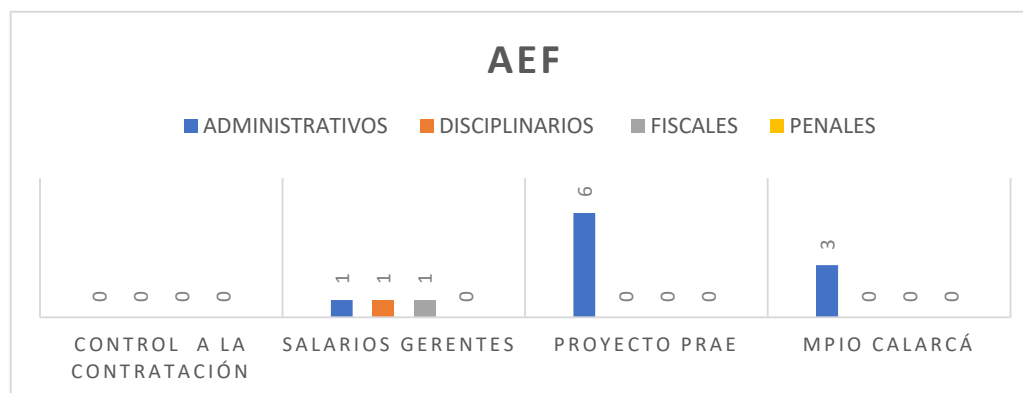 AEF
ADMINISTRATIVOS DISCIPLINARIOS FISCALES PENALES
0 0 0 0 1 1 1 0 6 0 0 0 3 0 0 0
CONTROL A LA CONTRATACIÓN
SALARIOS GERENTES
PROYECTO PRAE
MPIO CALARCÁ